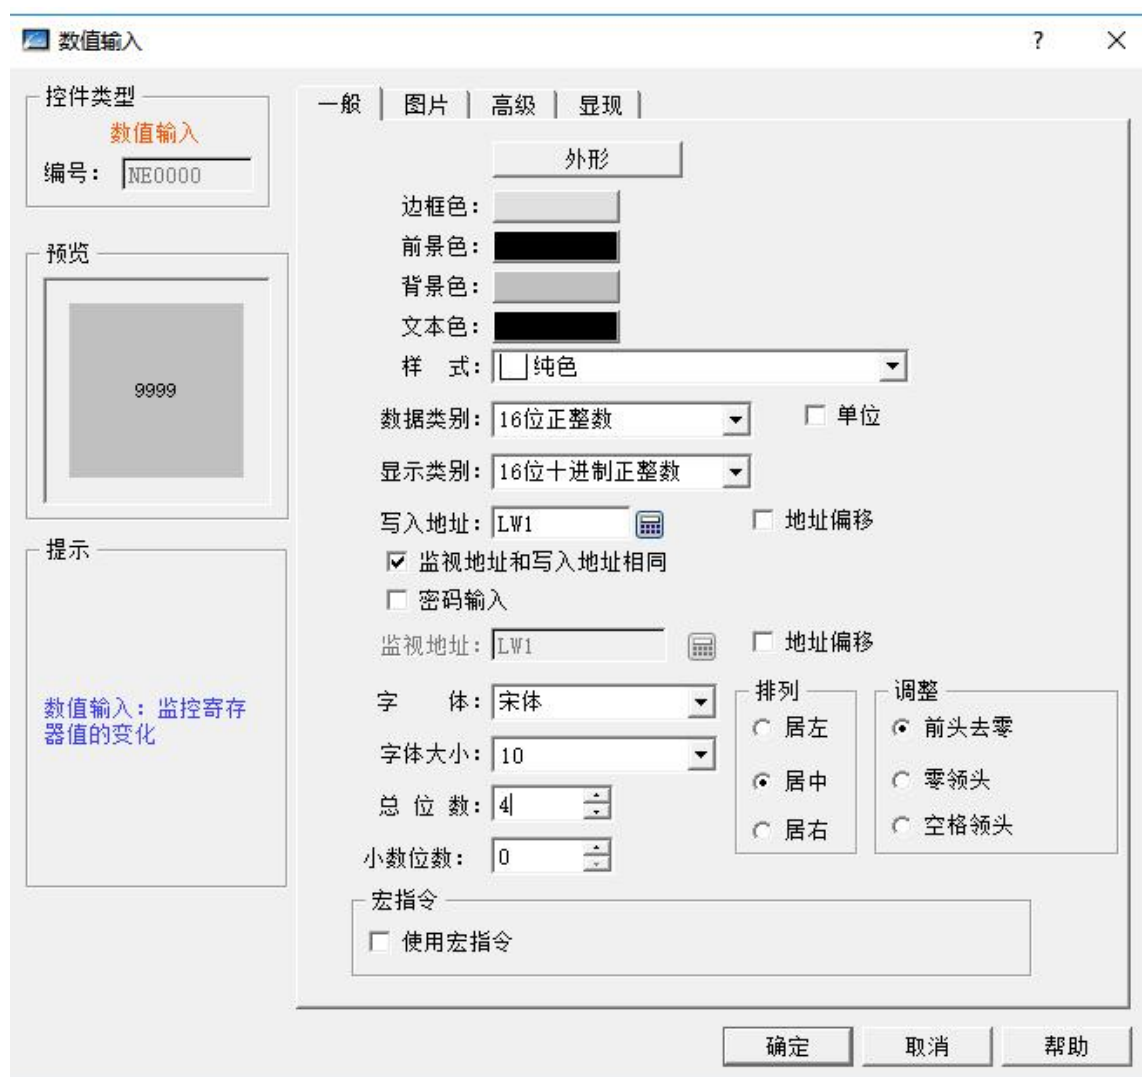 数值输入
?
控件类型
数值输入
编号: NE0000
预览
9999
提示
数值输入: 监控寄存
器值的变化
一般 图片 高级 显现
外形
边框色:
前景色:
背景色:
文本色:
样 式: 纯色
数据类别: 16位正整数 单位
显示类别: 16位十进制正整数
写入地址: LW1 地址偏移
监视地址和写入地址相同
密码输入
监视地址: LW1 地址偏移
字 体: 宋体
字体大小: 10
总 位 数: 4
小数位数: 0
排列
居左
居中
居右
调整
前头去零
零领头
空格领头
宏指令
使用宏指令
确定 取消 帮助